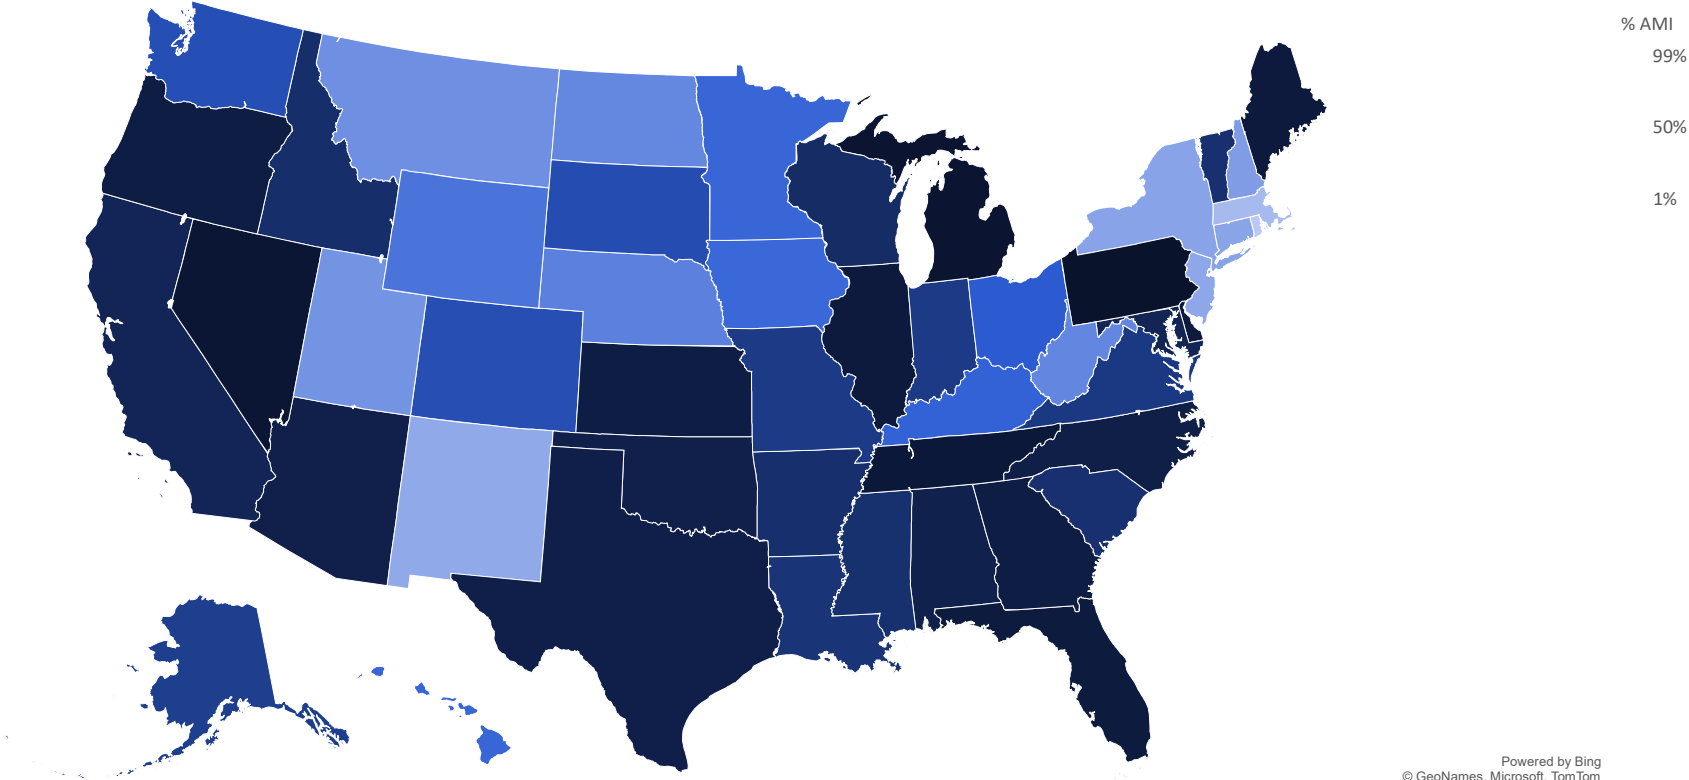 % AMI
99%
50%
1%
Powered by Bing
© GeoNames, Microsoft, TomTom